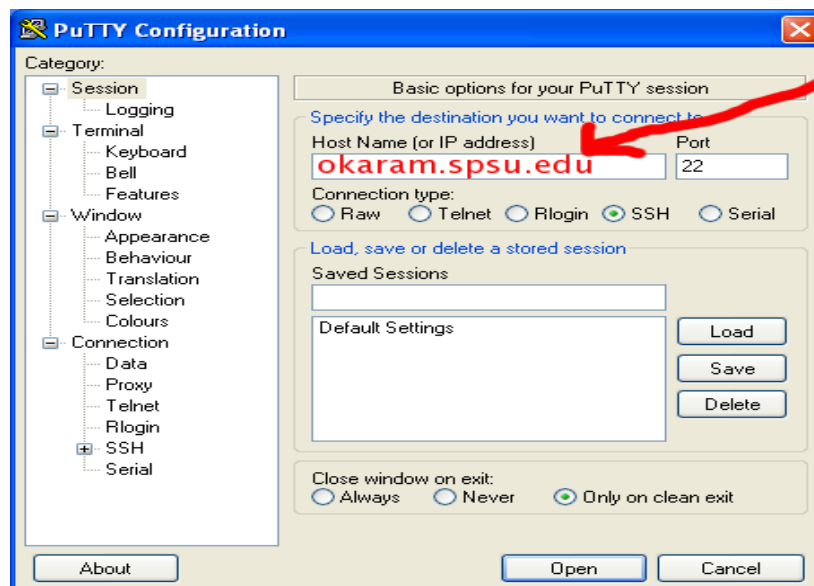 PuTTY Configuration
Category:
Session
Logging
Terminal
Keyboard
Bell
Features
Window
Appearance
Behaviour
Translation
Selection
Colours
Connection
Data
Proxy
Telnet
Rlogin
SSH
Serial
Basic options for your PuTTY session
Specify the destination you want to connect to
Host Name (or IP address) Port
okaram.spsu.edu 22
Connection type:
Raw Telnet Rlogin SSH Serial
Load, save or delete a stored session
Saved Sessions
Default Settings
Load
Save
Delete
Close window on exit:
Always Never Only on clean exit
About Open Cancel